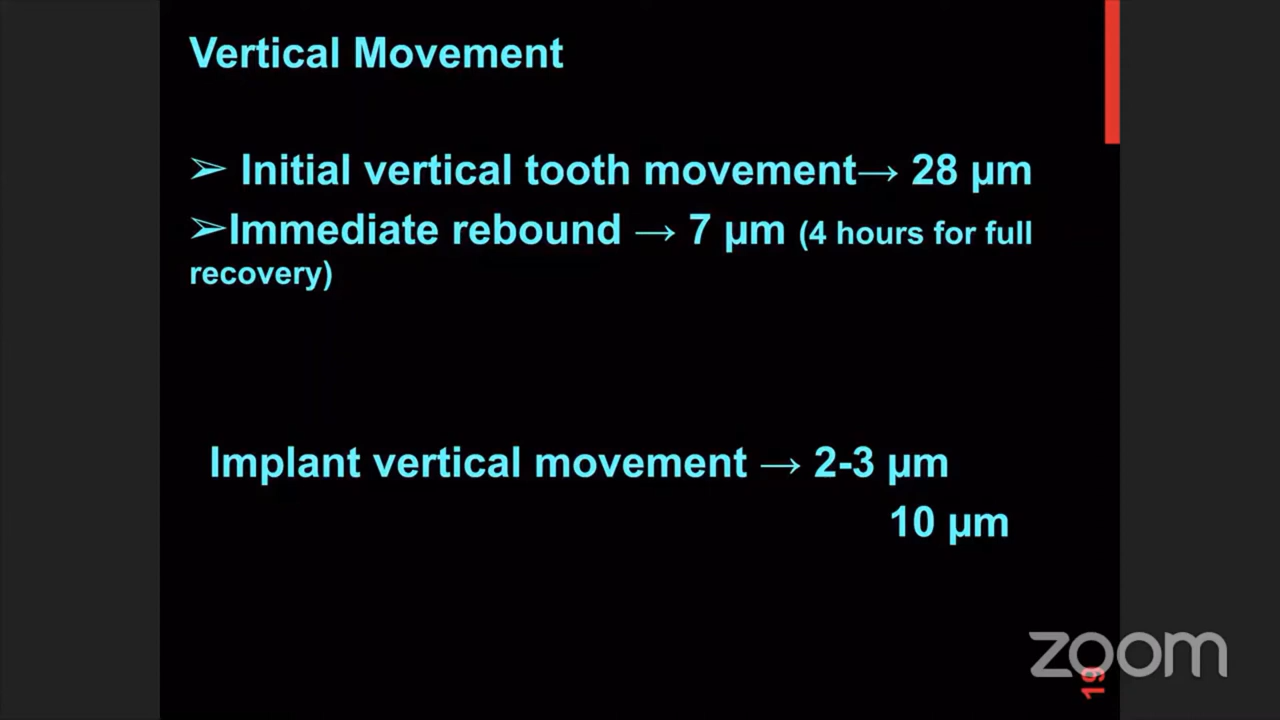 Vertical Movement
➢ Initial vertical tooth movement→ 28 µm
➢Immediate rebound → 7 µm (4 hours for full
recovery)
Implant vertical movement → 2-3 µm
10 µm
zoom
19